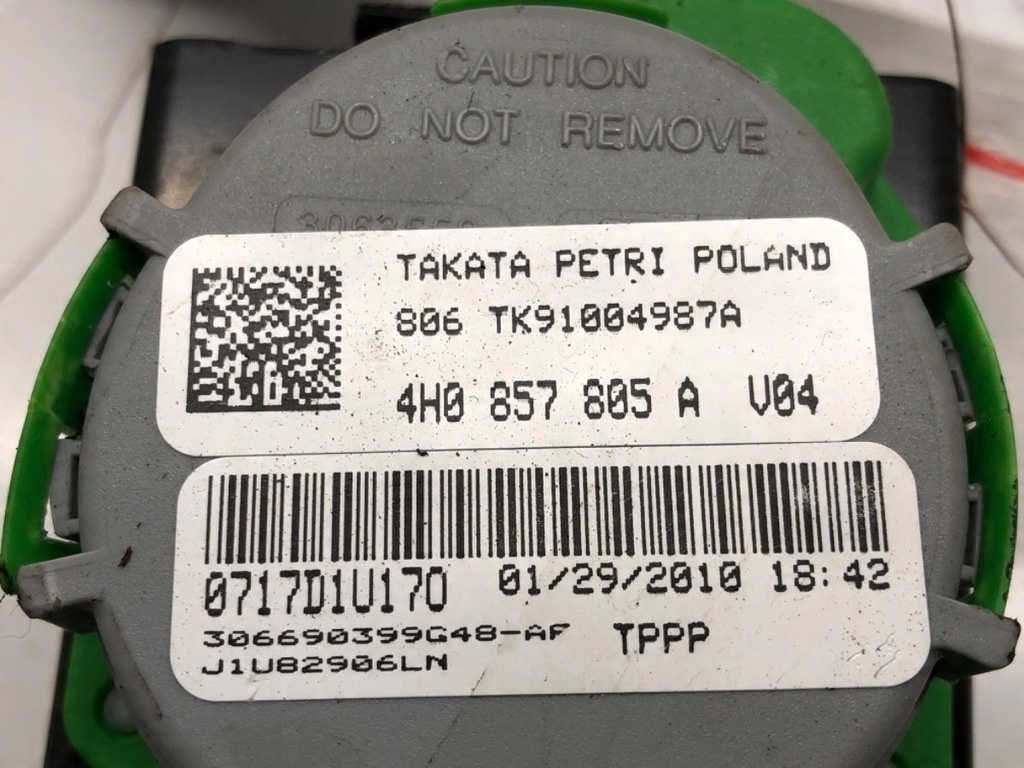 CAUTION
DO NOT REMOVE
TAKATA PETRI POLAND
806 TK91004987A
4H0 857 805 A V04
0717D1U170 01/29/2010 18:42
306690399G48-AF TPPP
J1U82906LN